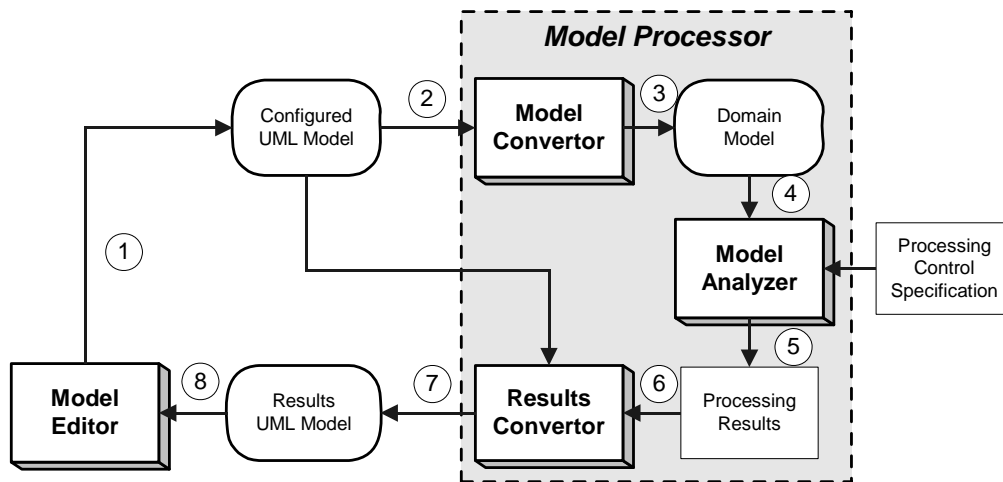 Model Processor
2
3
Configured
UML Model
Model
Convertor
Domain
Model
4
1
Model
Analyzer
Processing
Control
Specification
5
8
7
6
Model
Editor
Results
UML Model
Results
Convertor
Processing
Results